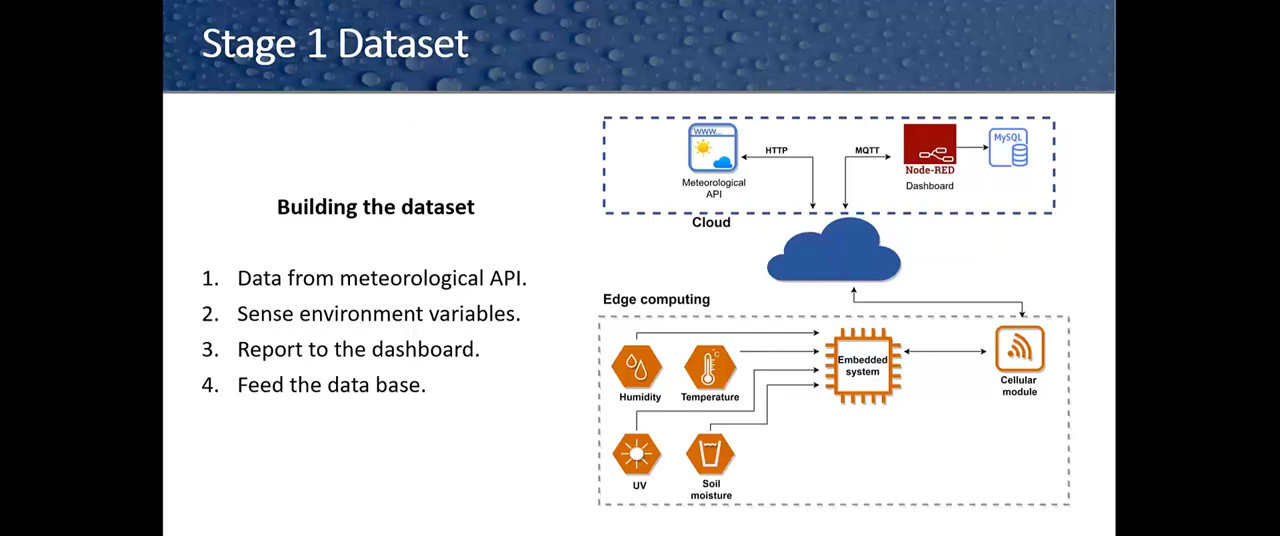 Stage 1 Dataset
Building the dataset
1. Data from meteorological API.
2. Sense environment variables.
3. Report to the dashboard.
4. Feed the data base.
WWW...
HTTP
MQTT
MySQL
Node-RED
Meteorological
API
Dashboard
Cloud
Edge computing
°C
Humidity
Temperature
Embedded
system
Cellular
module
UV
Soil
moisture